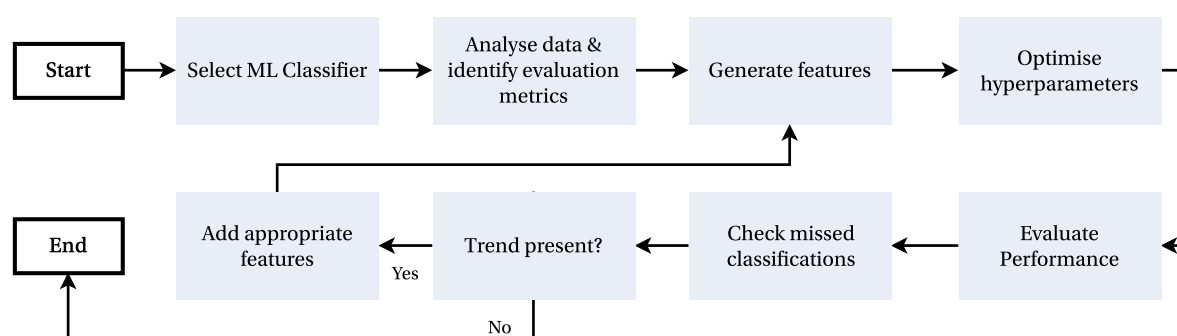 Start
Select ML Classifier
Analyse data &
identify evaluation
metrics
Generate features
Optimise
hyperparameters
End
Add appropriate
features
Yes
Trend present?
No
Check missed
classifications
Evaluate
Performance